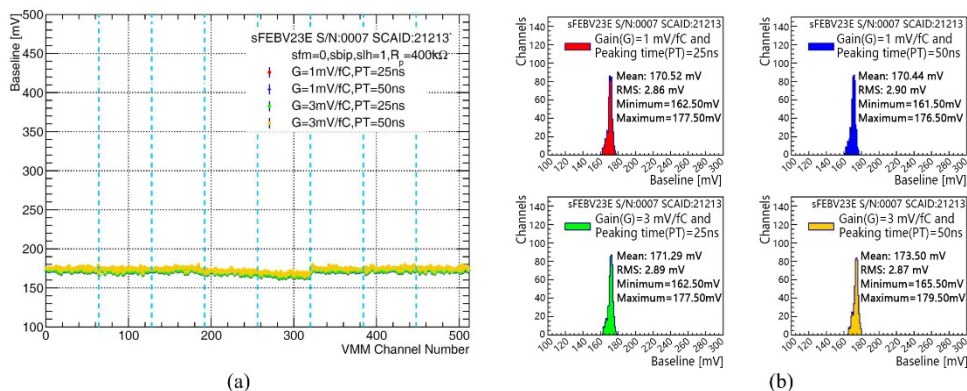 Baseline [mV]
500
450
400
350
300
250
200
150
100
sFEBV23E S/N:0007 SCAID:21213
sfm=0,sbip,slh=1,Rp=400kΩ
G=1mV/fC,PT=25ns
G=1mV/fC,PT=50ns
G=3mV/fC,PT=25ns
G=3mV/fC,PT=50ns
0 100 200 300 400 500
VMM Channel Number
(a)
Channels
140
120
100
80
60
40
20
0
sFEBV23E S/N:0007 SCAID:21213
Gain(G)=1 mV/fC and
Peaking time(PT)=25ns
Mean: 170.52 mV
RMS: 2.86 mV
Minimum=162.50mV
Maximum=177.50mV
100 120 140 160 180 200 220 240 260 280 300
Baseline [mV]
Channels
140
120
100
80
60
40
20
0
sFEBV23E S/N:0007 SCAID:21213
Gain(G)=1 mV/fC and
Peaking time(PT)=50ns
Mean: 170.44 mV
RMS: 2.90 mV
Minimum=161.50mV
Maximum=176.50mV
100 120 140 160 180 200 220 240 260 280 300
Baseline [mV]
Channels
140
120
100
80
60
40
20
0
sFEBV23E S/N:0007 SCAID:21213
Gain(G)=3 mV/fC and
Peaking time(PT)=25ns
Mean: 171.29 mV
RMS: 2.89 mV
Minimum=162.50mV
Maximum=177.50mV
100 120 140 160 180 200 220 240 260 280 300
Baseline [mV]
Channels
140
120
100
80
60
40
20
0
sFEBV23E S/N:0007 SCAID:21213
Gain(G)=3 mV/fC and
Peaking time(PT)=50ns
Mean: 173.50 mV
RMS: 2.87 mV
Minimum=165.50mV
Maximum=179.50mV
100 120 140 160 180 200 220 240 260 280 300
Baseline [mV]
(b)